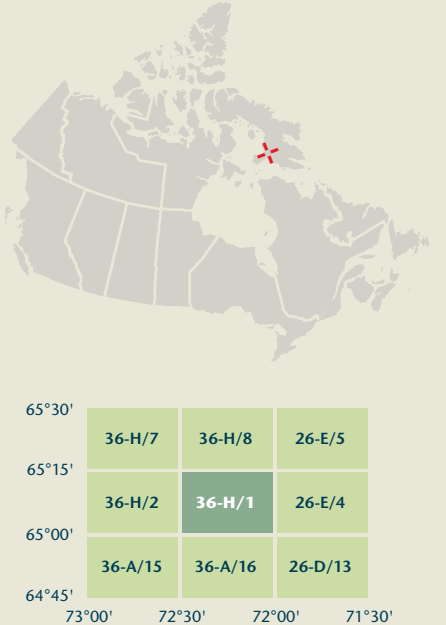 65°30'
36-H/7 36-H/8 26-E/5
65°15'
36-H/2 36-H/1 26-E/4
65°00'
36-A/15 36-A/16 26-D/13
64°45'
73°00' 72°30' 72°00' 71°30'